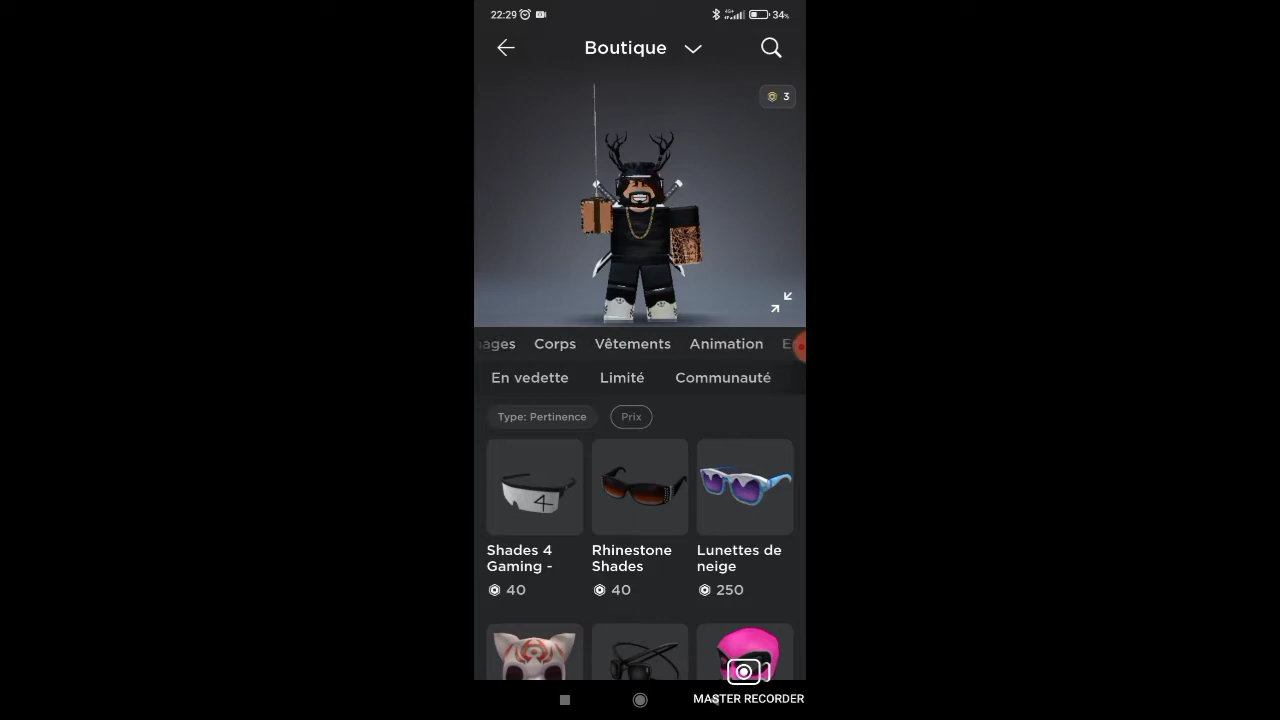 22:29
4G+
34%
Boutique
3
Corps Vêtements Animation
En vedette Limité Communauté
Type: Pertinence Prix
4
Shades 4
Gaming -
40
Rhinestone
Shades
40
Lunettes de
neige
250
MASTER RECORDER